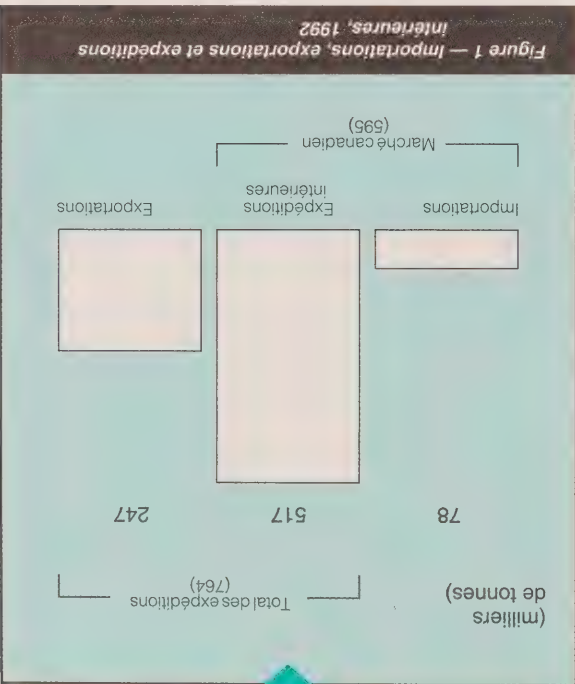 (milliers
de tonnes)
Total des expéditions
(764)
78
517
247
Importations
Expéditions
intérieures
Exportations
Marché canadien
(595)
Figure 1 — Importations, exportations et expéditions
intérieures, 1992